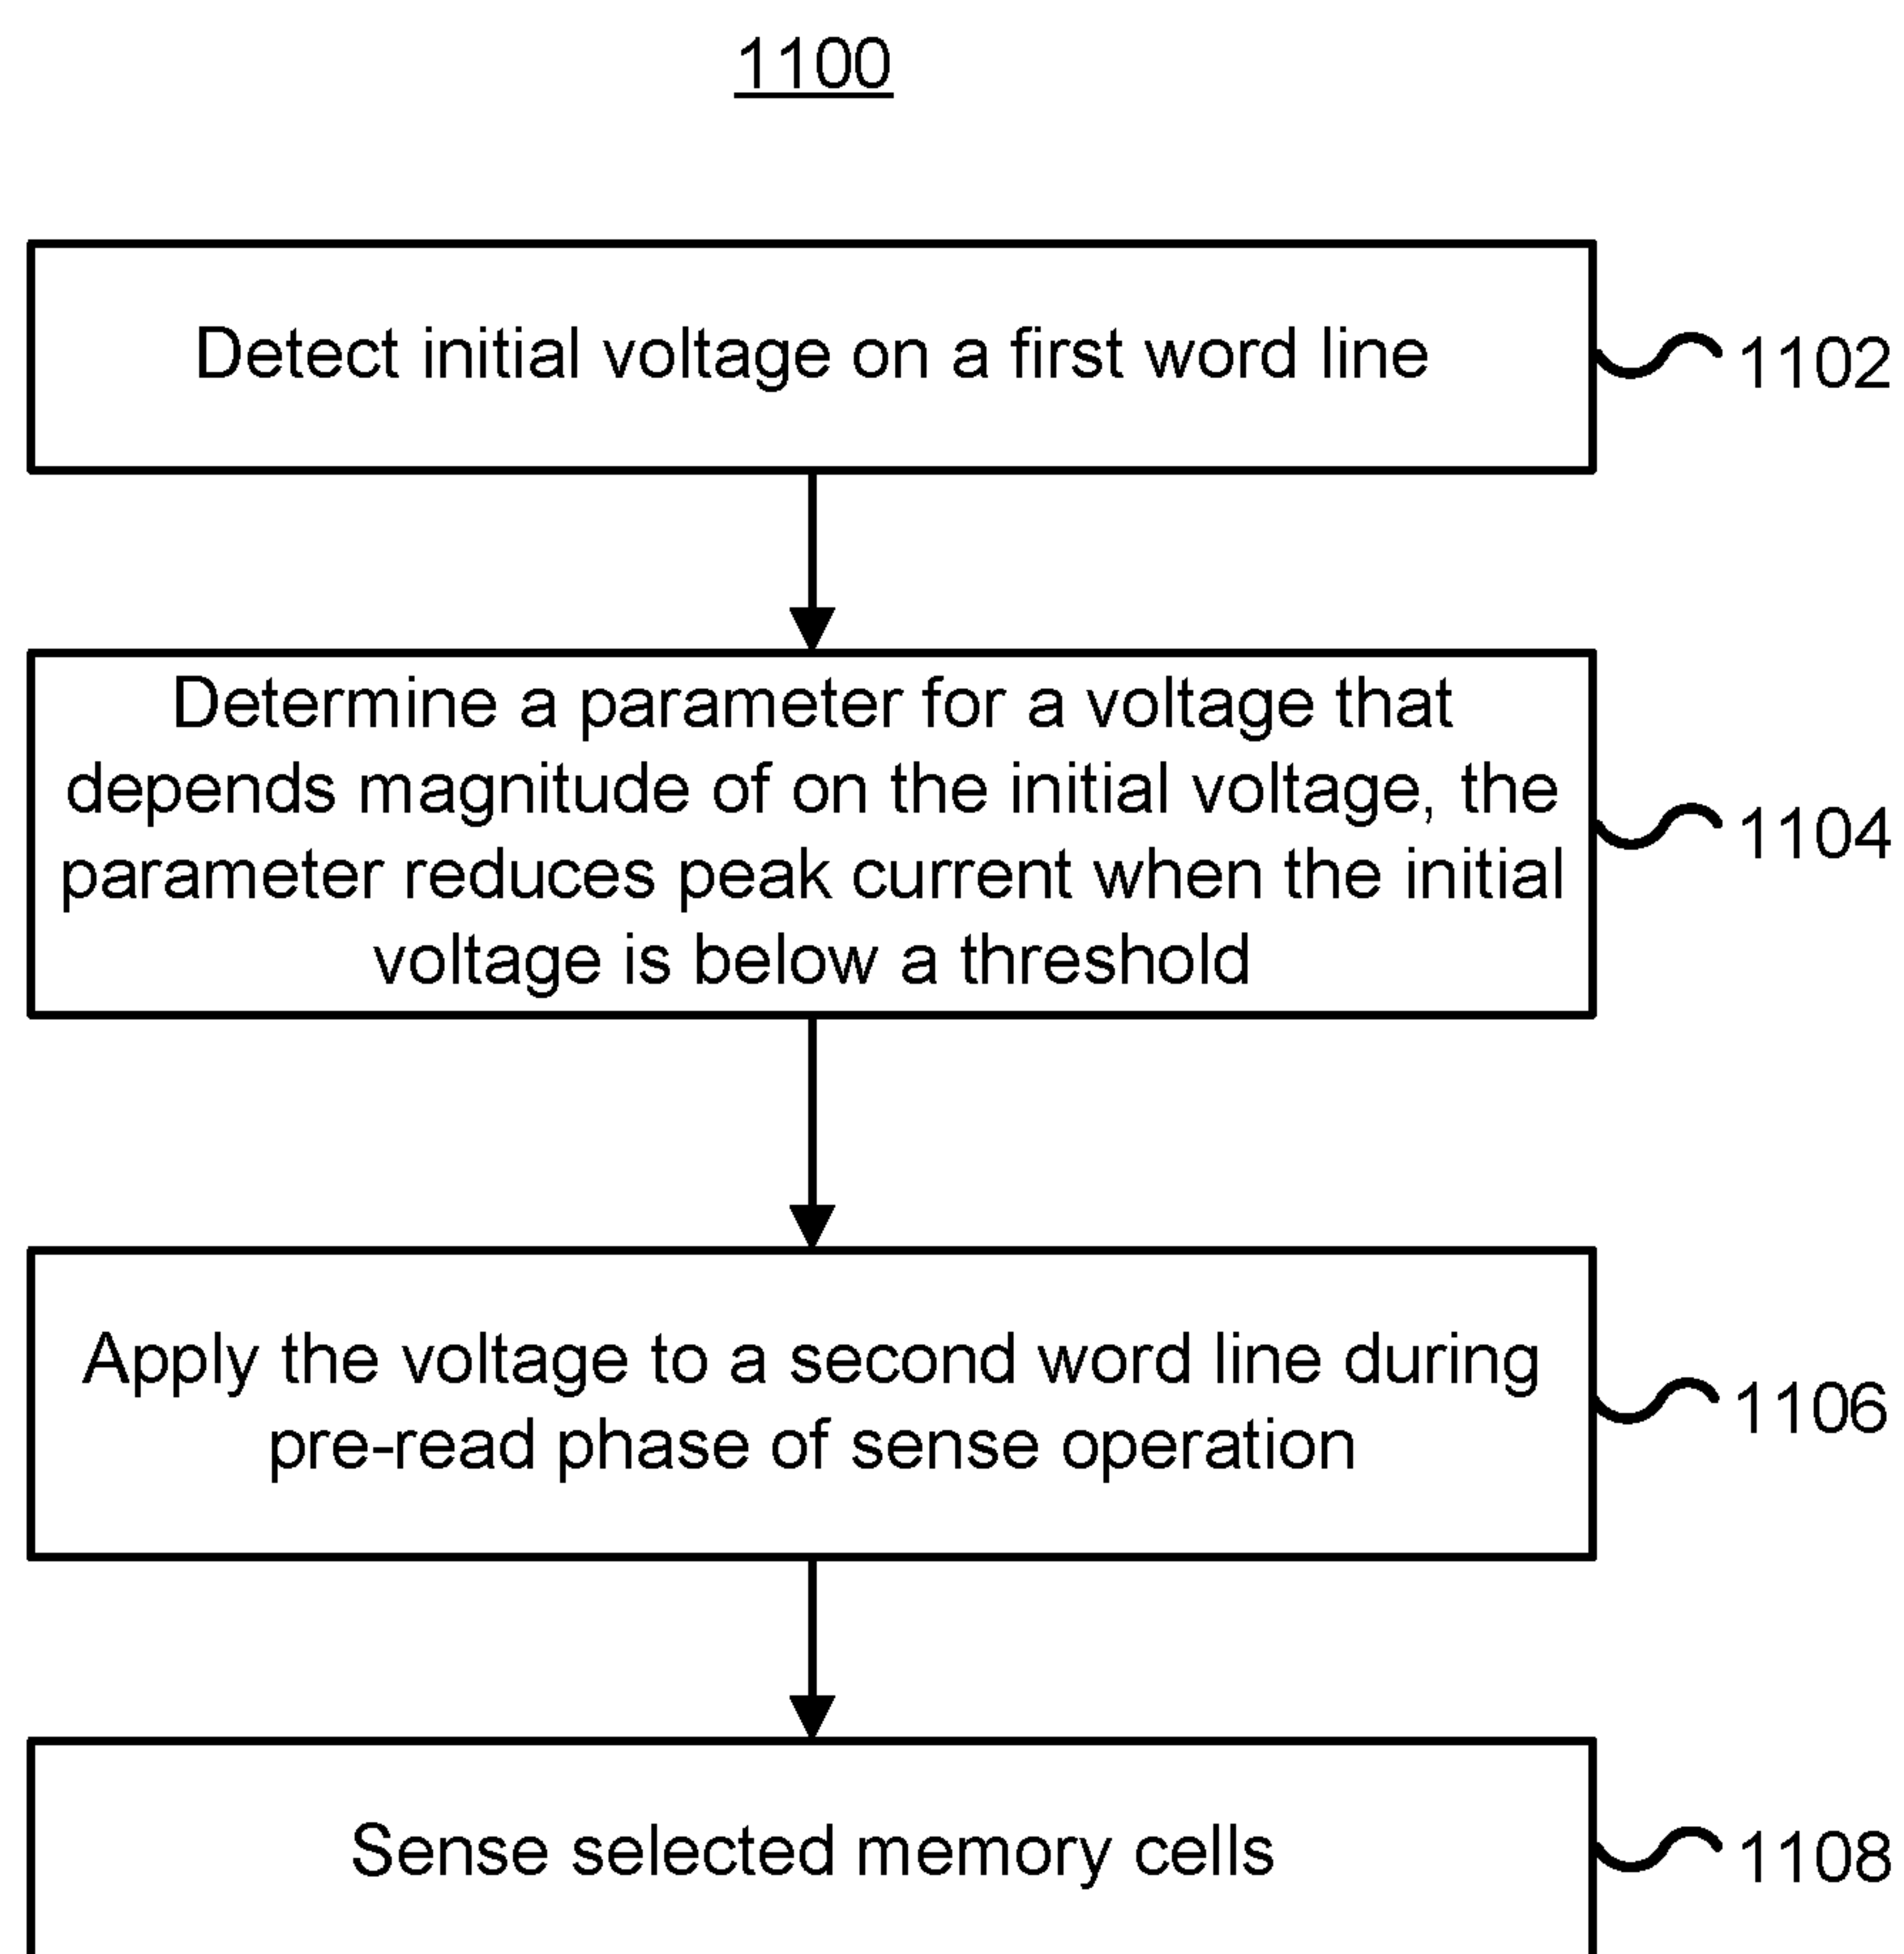 1100
Detect initial voltage on a first word line
1102
Determine a parameter for a voltage that
depends magnitude of on the initial voltage, the
parameter reduces peak current when the initial
voltage is below a threshold
1104
Apply the voltage to a second word line during
pre-read phase of sense operation
1106
Sense selected memory cells
1108